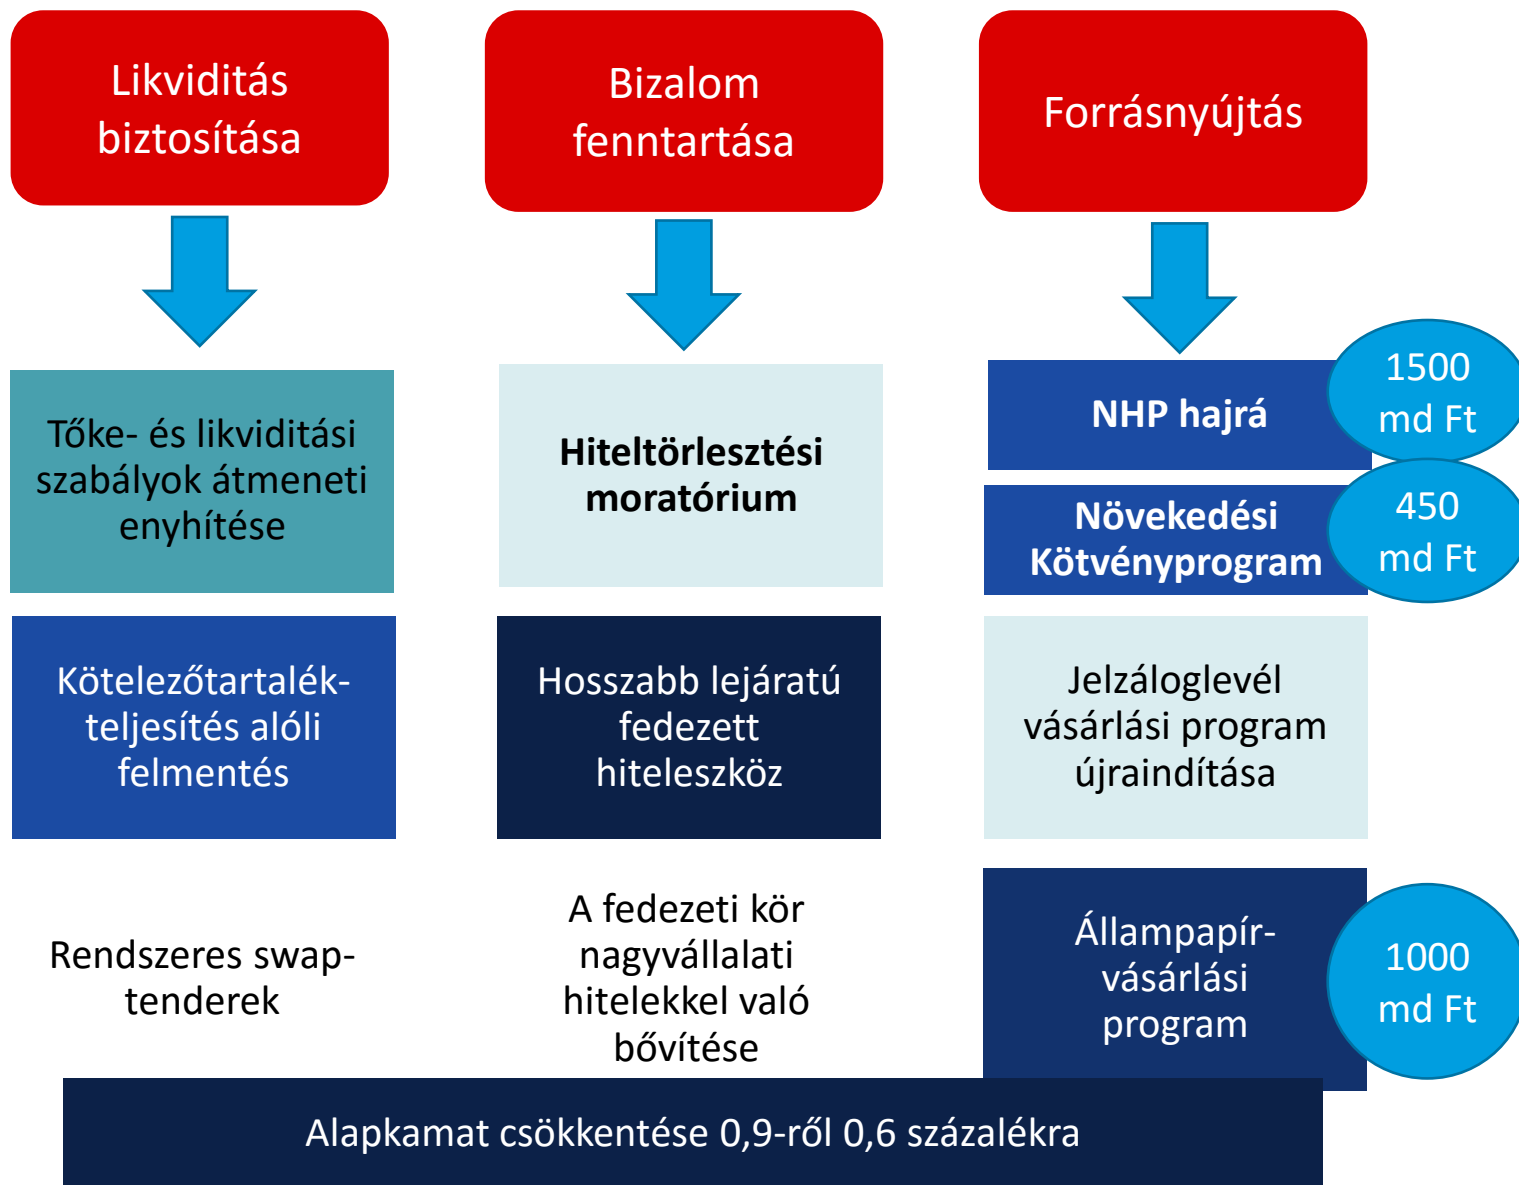 Likviditás
biztosítása
Bizalom
fenntartása
Forrásnyújtás
Tőke- és likviditási
szabályok átmeneti
enyhítése
Hiteltörlesztési
moratórium
NHP hajrá
1500
md Ft
Növekedési
Kötvényprogram
450
md Ft
Kötelezőtartalék-
teljesítés alóli
felmentés
Hosszabb lejáratú
fedezett
hiteleszköz
Jelzáloglevél
vásárlási program
újraindítása
Rendszeres swap-
tenderek
A fedezeti kör
nagyvállalati
hitelekkel való
bővítése
Állampapír-
vásárlási
program
1000
md Ft
Alapkamat csökkentése 0,9-ről 0,6 százalékra